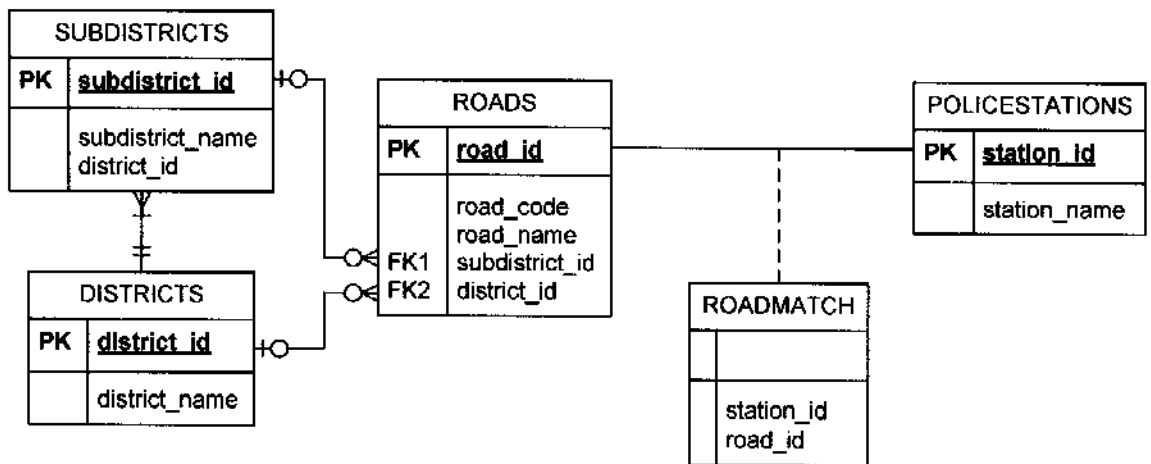 SUBDISTRICTS
PK subdistrict_id
subdistrict_name
district_id
DISTRICTS
PK district_id
district_name
ROADS
PK road_id
road_code
road_name
FK1 subdistrict_id
FK2 district_id
POLICESTATIONS
PK station_id
station_name
ROADMATCH
station_id
road_id